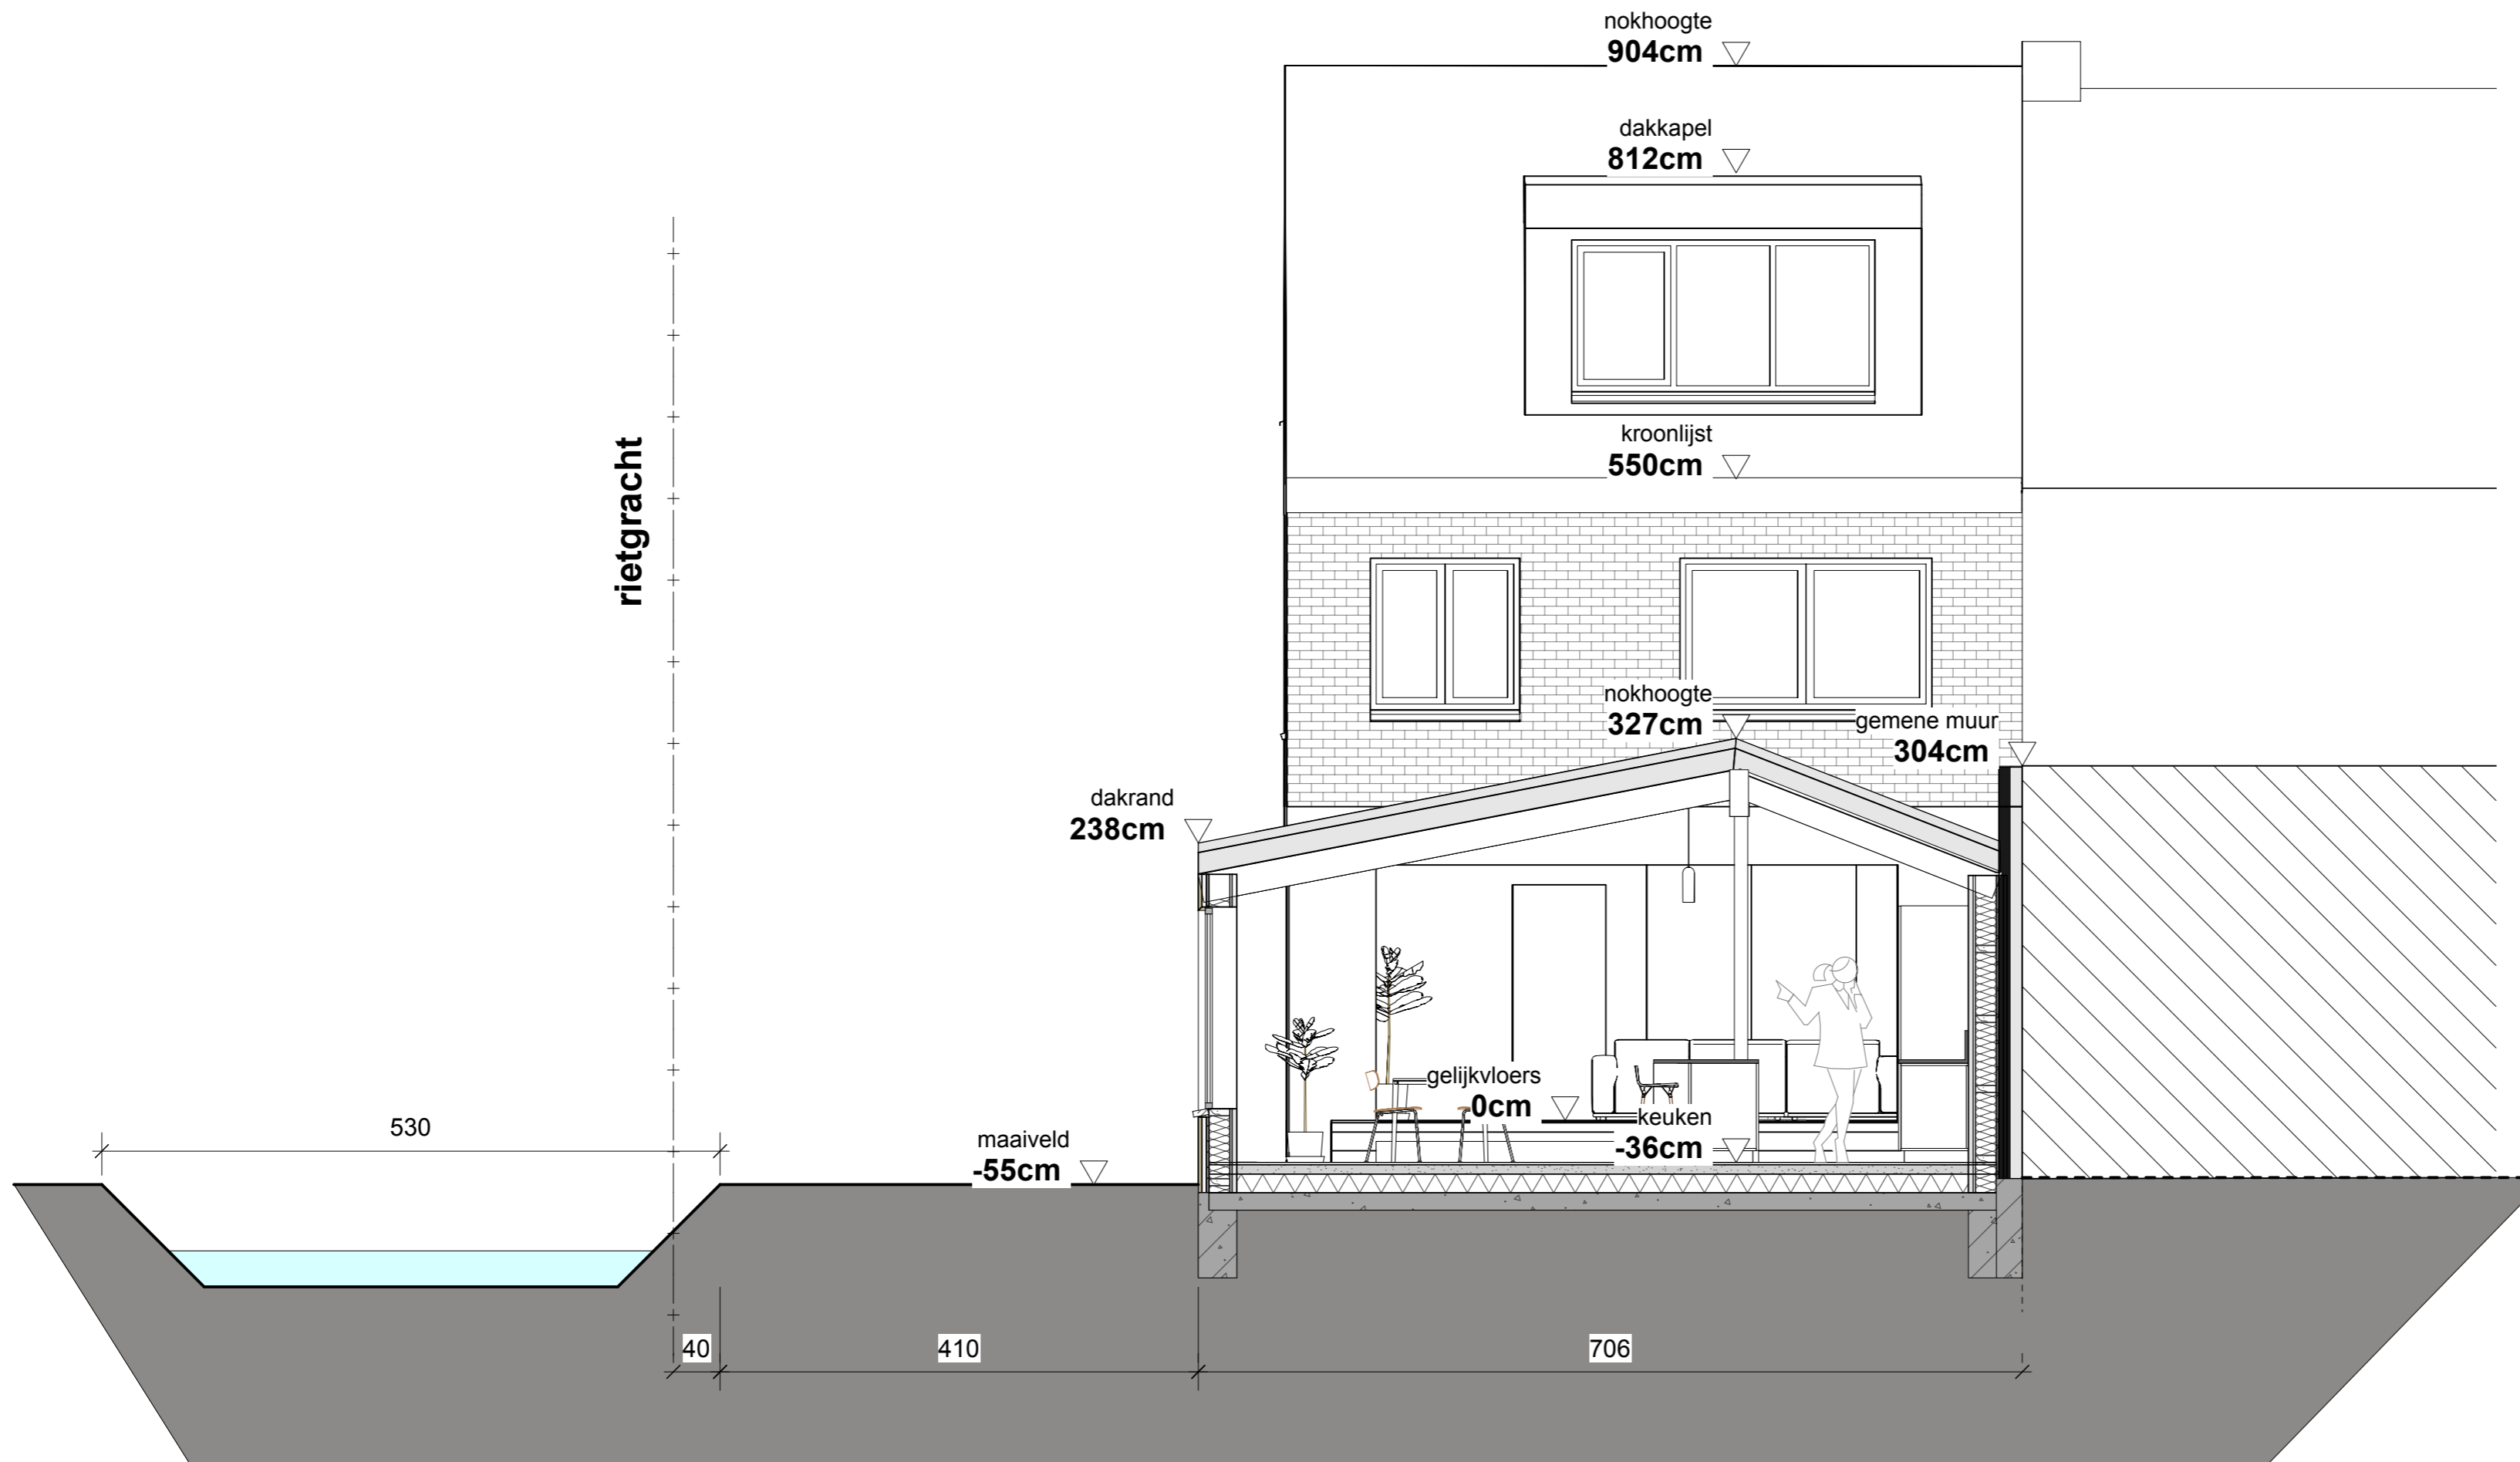 nokhoogte
904cm
dakkapel
812cm
kroonlijst
550cm
rietgracht
nokhoogte
327cm
gemene muur
304cm
dakrand
238cm
gelijkvloers
0cm
keuken
-36cm
530
maaiveld
-55cm
40
410
706